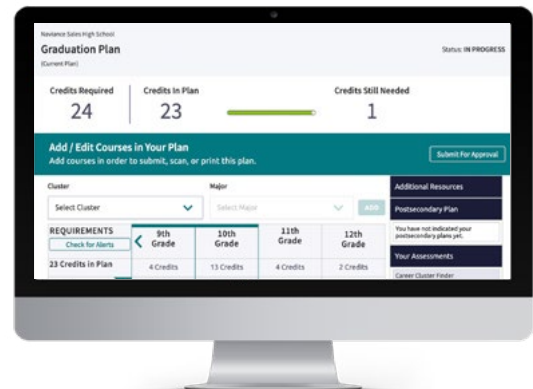 Naviance Sales High School
Graduation Plan
(Current Plan)
Status: IN PROGRESS
Credits Required
24
Credits In Plan
23
Credits Still Needed
1
Add / Edit Courses in Your Plan
Add courses in order to submit, scan, or print this plan.
Submit For Approval
Cluster
Select Cluster
Major
Select Major
ADD
Additional Resources
Postsecondary Plan
You have not indicated your
postsecondary plans yet.
Your Assessments
Career Cluster Finder
REQUIREMENTS
Check for Alerts
9th
Grade
10th
Grade
11th
Grade
12th
Grade
23 Credits in Plan
4 Credits
13 Credits
4 Credits
2 Credits